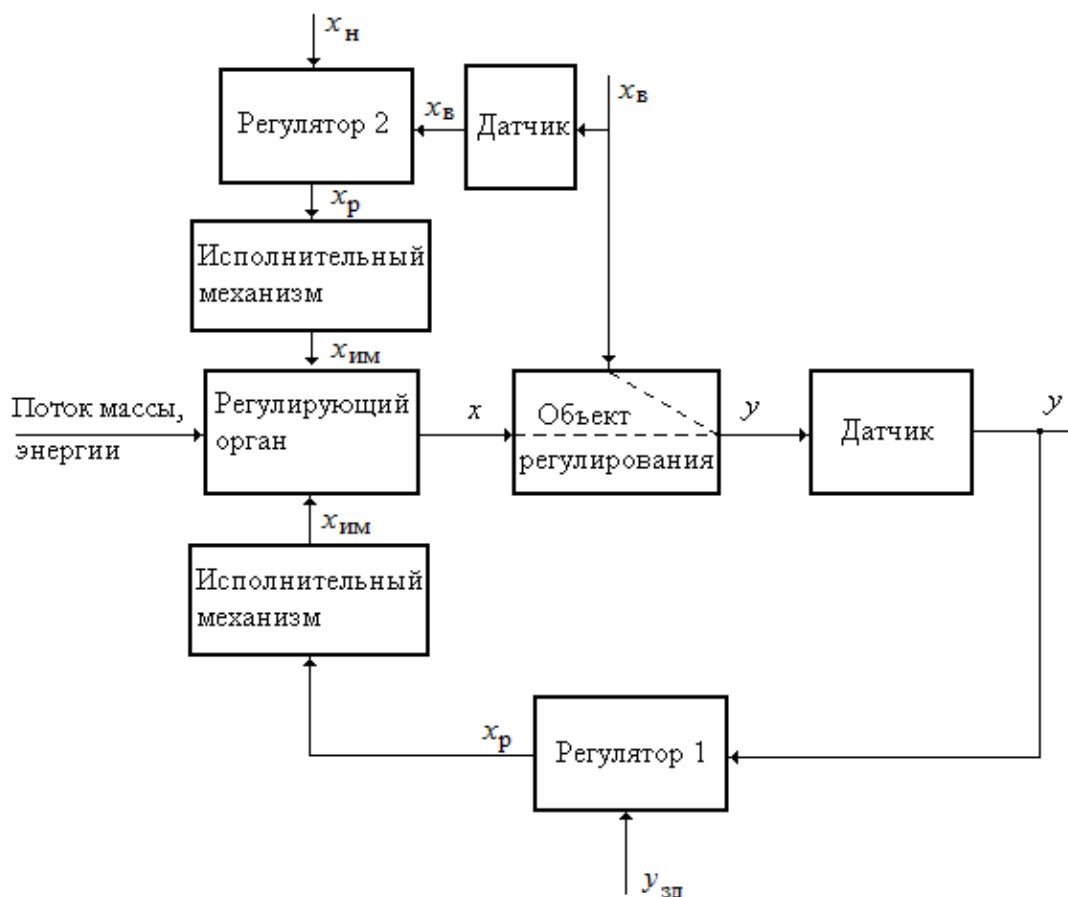 xн
Регулятор 2
xв
Датчик
xв
xр
Исполнительный
механизм
xим
Поток массы,
энергии
Регулирующий
орган
x
Объект
регулирования
y
Датчик
y
xим
Исполнительный
механизм
xр
Регулятор 1
yзд